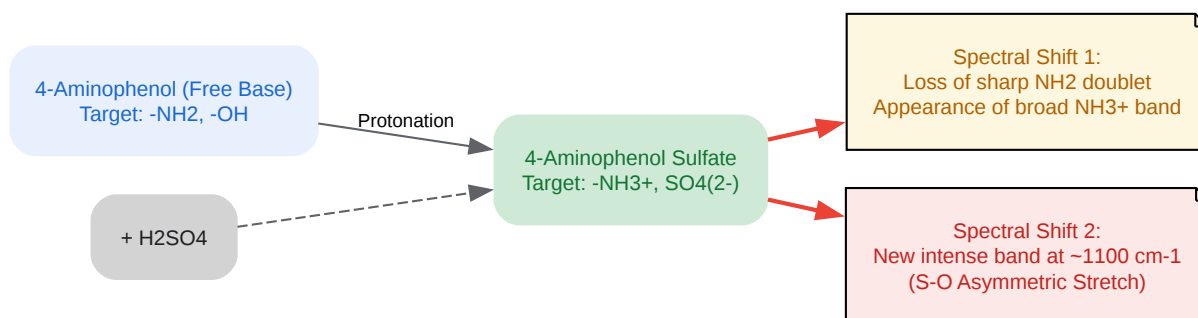 4-Aminophenol (Free Base)
Target: -NH2, -OH
Protonation
+ H2SO4
4-Aminophenol Sulfate
Target: -NH3+, SO4(2-)
Spectral Shift 1:
Loss of sharp NH2 doublet
Appearance of broad NH3+ band
Spectral Shift 2:
New intense band at ~1100 cm-1
(S-O Asymmetric Stretch)